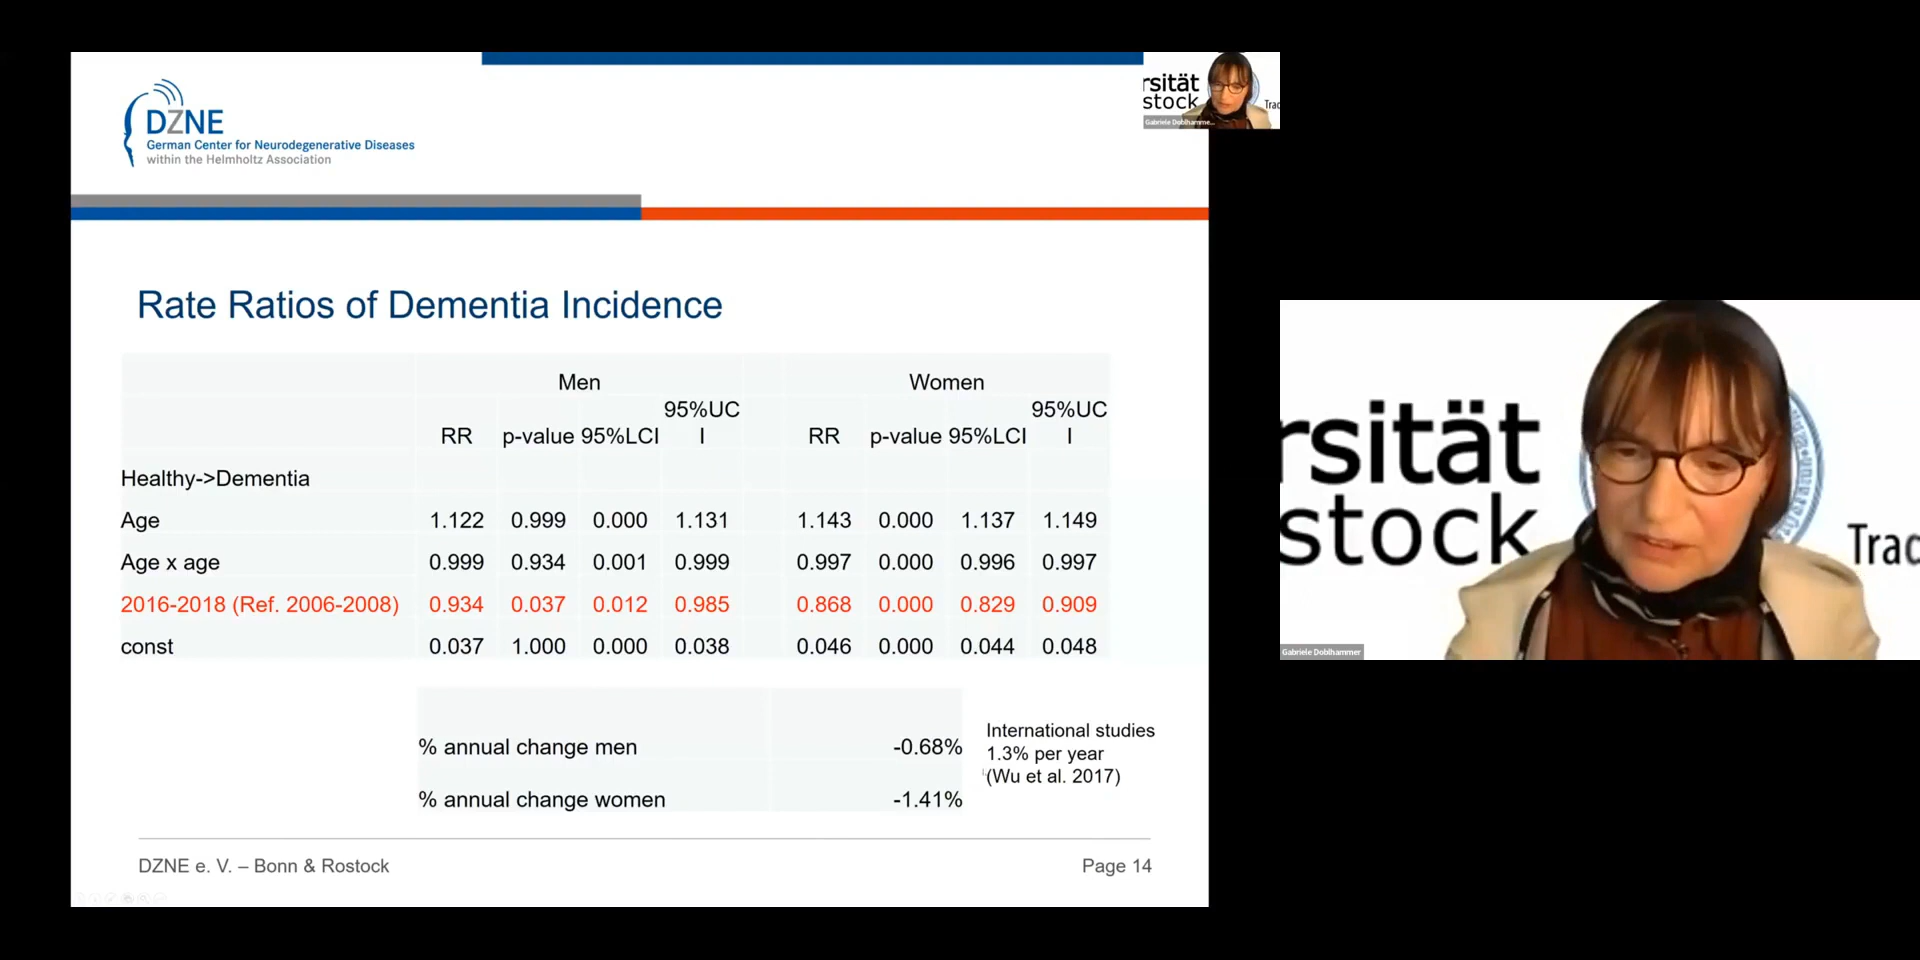 DZNE
German Center for Neurodegenerative Diseases
within the Helmholtz Association
rsität
stock
Trac
Gabriele Doblhamme...
Rate Ratios of Dementia Incidence
Men Women
RR p-value 95%LCI 95%UC I RR p-value 95%LCI 95%UC I
Healthy->Dementia
Age 1.122 0.999 0.000 1.131 1.143 0.000 1.137 1.149
Age x age 0.999 0.934 0.001 0.999 0.997 0.000 0.996 0.997
2016-2018 (Ref. 2006-2008) 0.934 0.037 0.012 0.985 0.868 0.000 0.829 0.909
const 0.037 1.000 0.000 0.038 0.046 0.000 0.044 0.048
% annual change men -0.68%
% annual change women -1.41%
International studies
1.3% per year
(Wu et al. 2017)
DZNE e. V. – Bonn & Rostock Page 14
rsität
stock
Trac
Gabriele Doblhammer